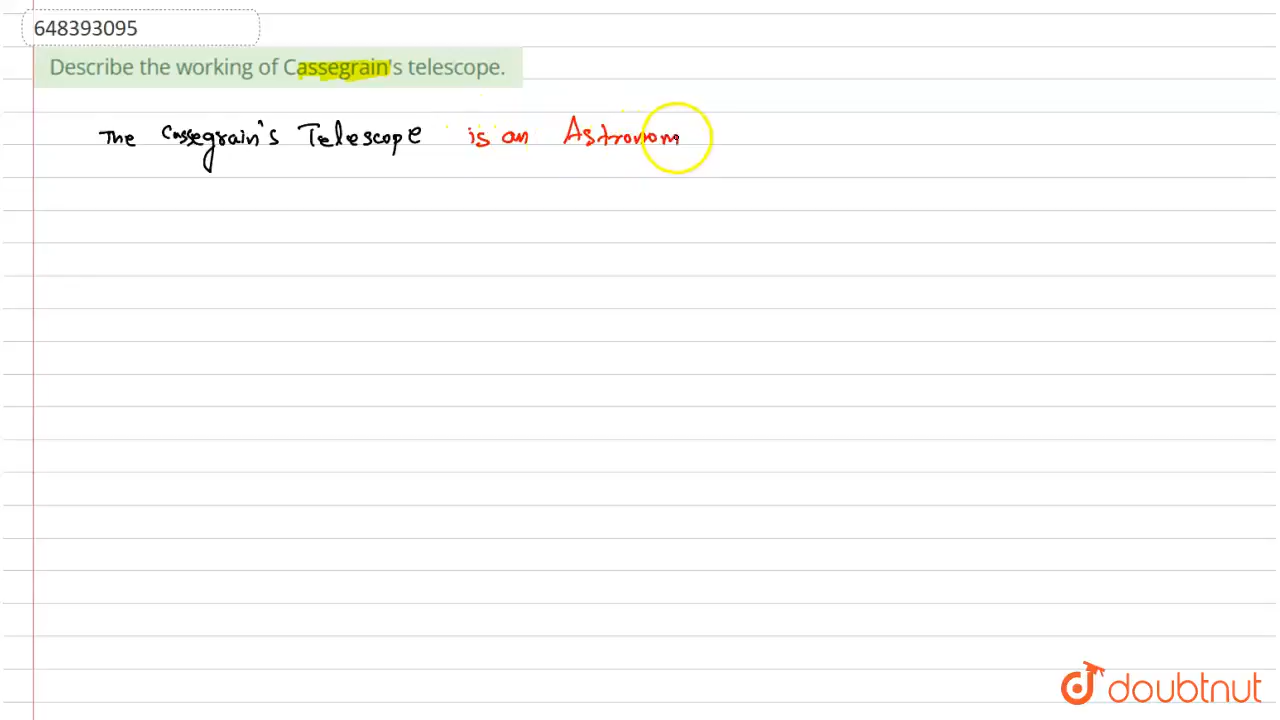 648393095
Describe the working of Cassegrain's telescope.
The Cassegrain's Telescope is an Astronom
doubtnut